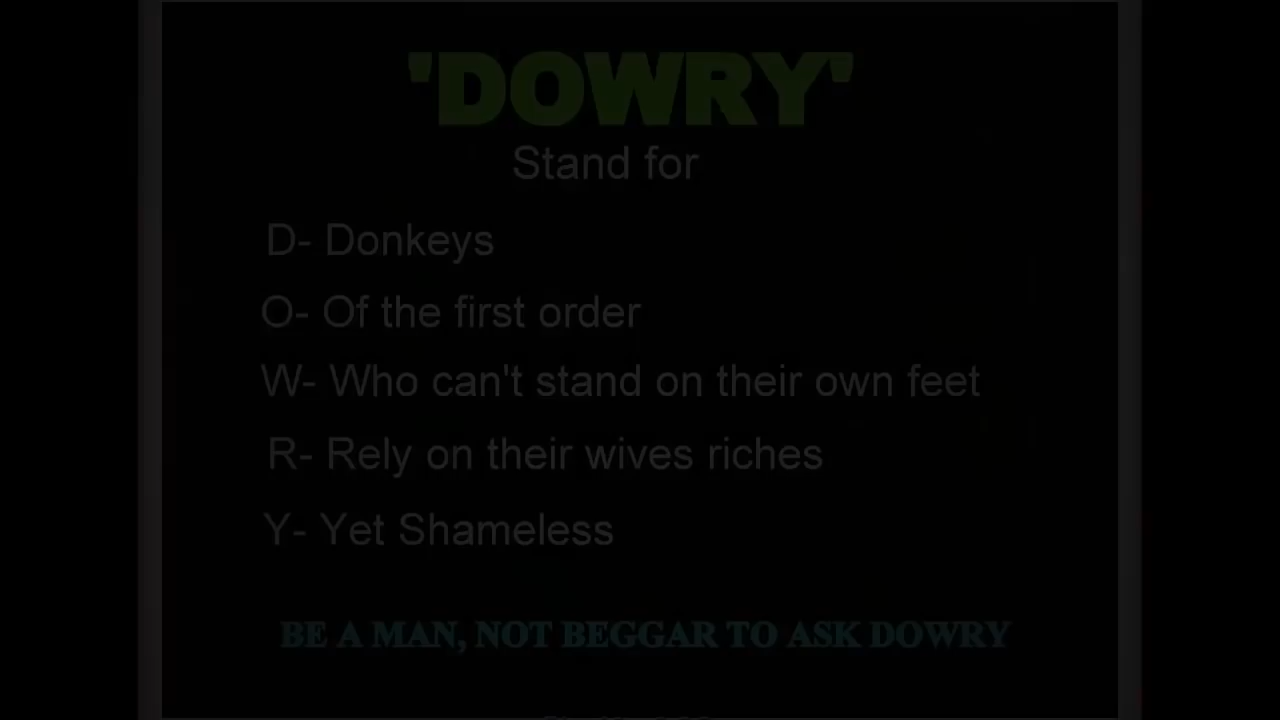 'DOWRY'
Stand for
D- Donkeys
O- Of the first order
W- Who can't stand on their own feet
R- Rely on their wives riches
Y- Yet Shameless
BE A MAN, NOT BEGGAR TO ASK DOWRY